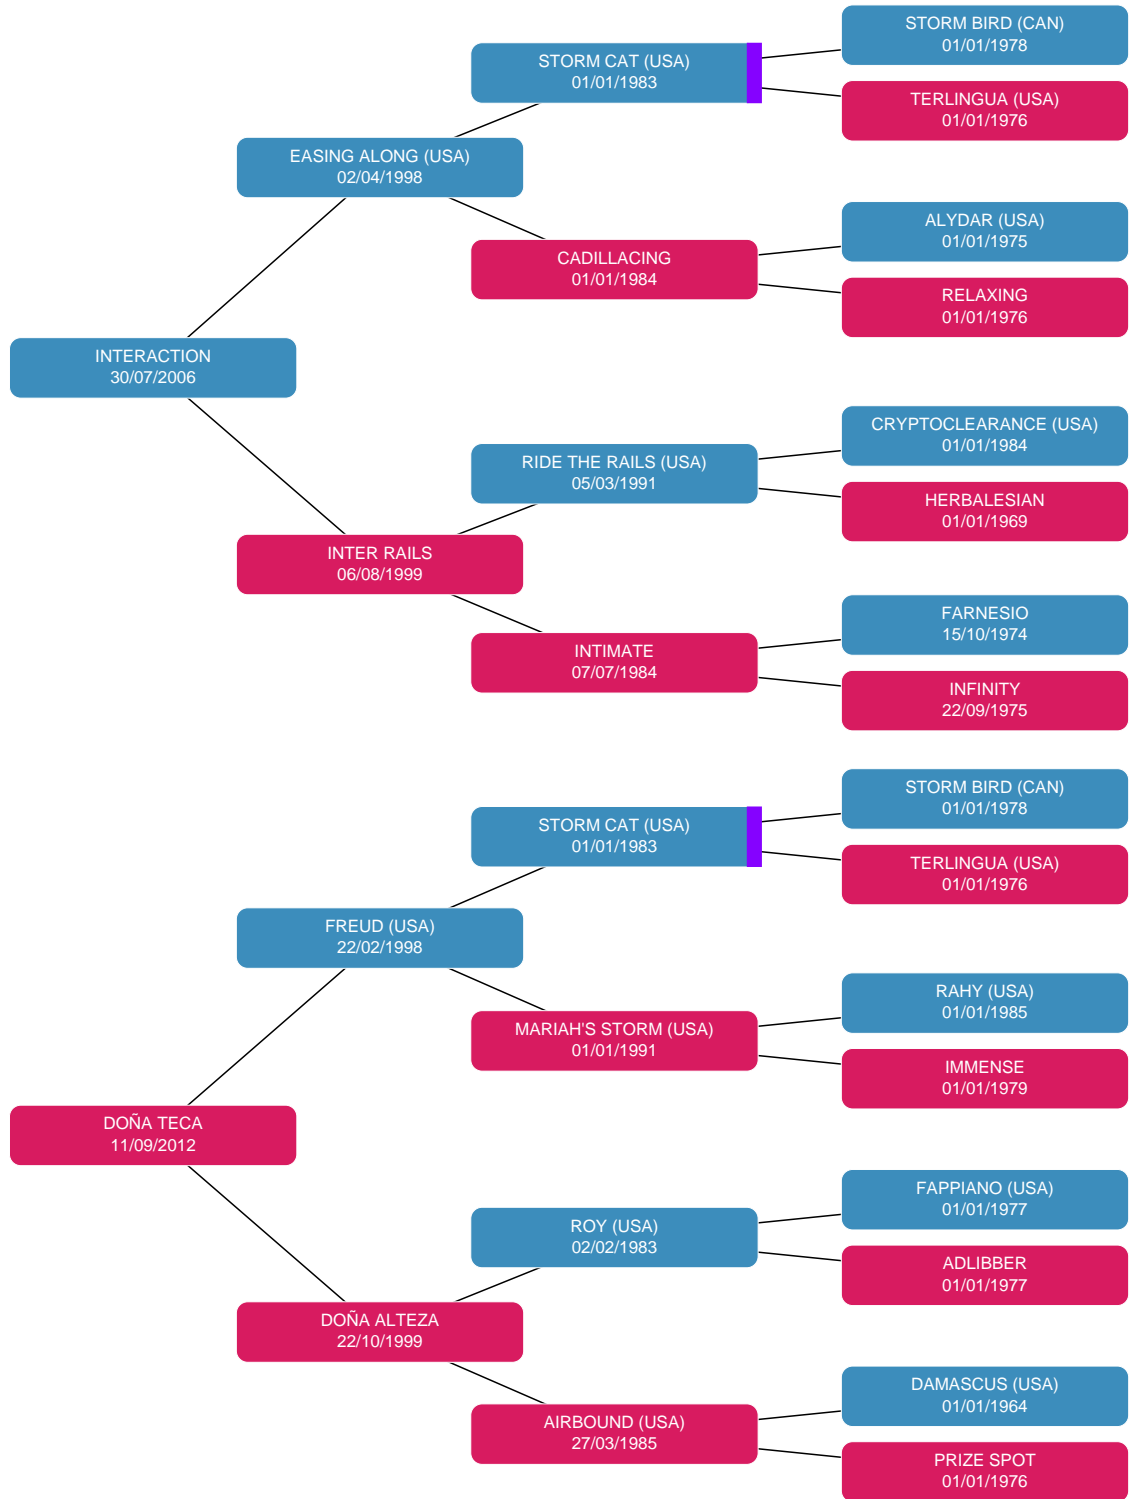 STORM BIRD (CAN)
01/01/1978
STORM CAT (USA)
01/01/1983
TERLINGUA (USA)
01/01/1976
EASING ALONG (USA)
02/04/1998
ALYDAR (USA)
01/01/1975
CADILLACING
01/01/1984
RELAXING
01/01/1976
INTERACTION
30/07/2006
CRYPTOCLEARANCE (USA)
01/01/1984
RIDE THE RAILS (USA)
05/03/1991
HERBALESIAN
01/01/1969
INTER RAILS
06/08/1999
FARNESIO
15/10/1974
INTIMATE
07/07/1984
INFINITY
22/09/1975
STORM BIRD (CAN)
01/01/1978
STORM CAT (USA)
01/01/1983
TERLINGUA (USA)
01/01/1976
FREUD (USA)
22/02/1998
RAHY (USA)
01/01/1985
MARIAH'S STORM (USA)
01/01/1991
IMMENSE
01/01/1979
DOÑA TECA
11/09/2012
FAPPIANO (USA)
01/01/1977
ROY (USA)
02/02/1983
ADLIBBER
01/01/1977
DOÑA ALTEZA
22/10/1999
DAMASCUS (USA)
01/01/1964
AIRBOUND (USA)
27/03/1985
PRIZE SPOT
01/01/1976